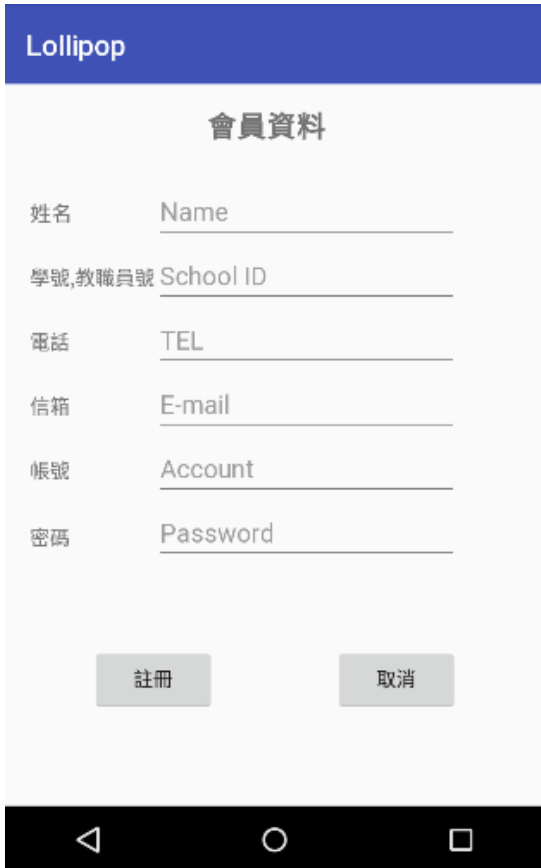 Lollipop
會員資料
姓名 Name
學號,教職員號 School ID
電話 TEL
信箱 E-mail
帳號 Account
密碼 Password
註冊 取消